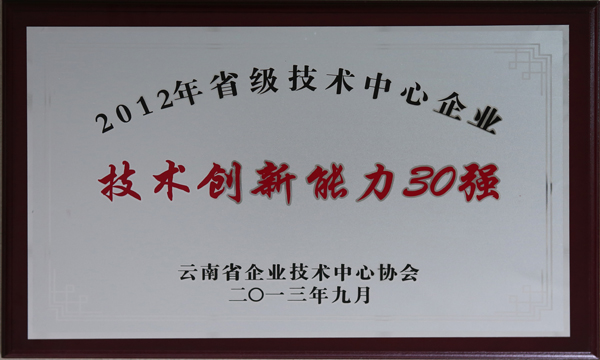 2012年省级技术中心企业
技术创新能力30强
云南省企业技术中心协会
二〇一三年九月